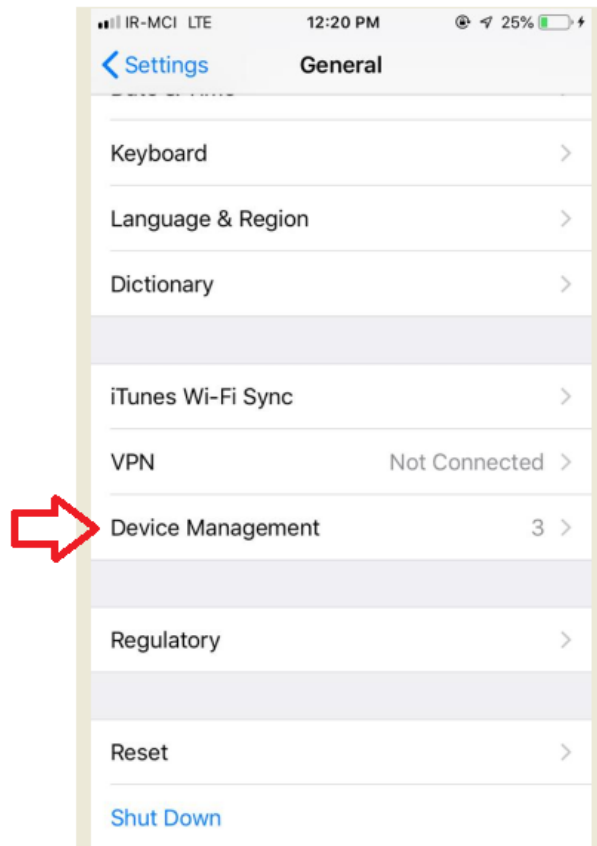 IR-MCI LTE 12:20 PM 25%
Settings General
Keyboard
Language & Region
Dictionary
iTunes Wi-Fi Sync
VPN Not Connected
Device Management 3
Regulatory
Reset
Shut Down